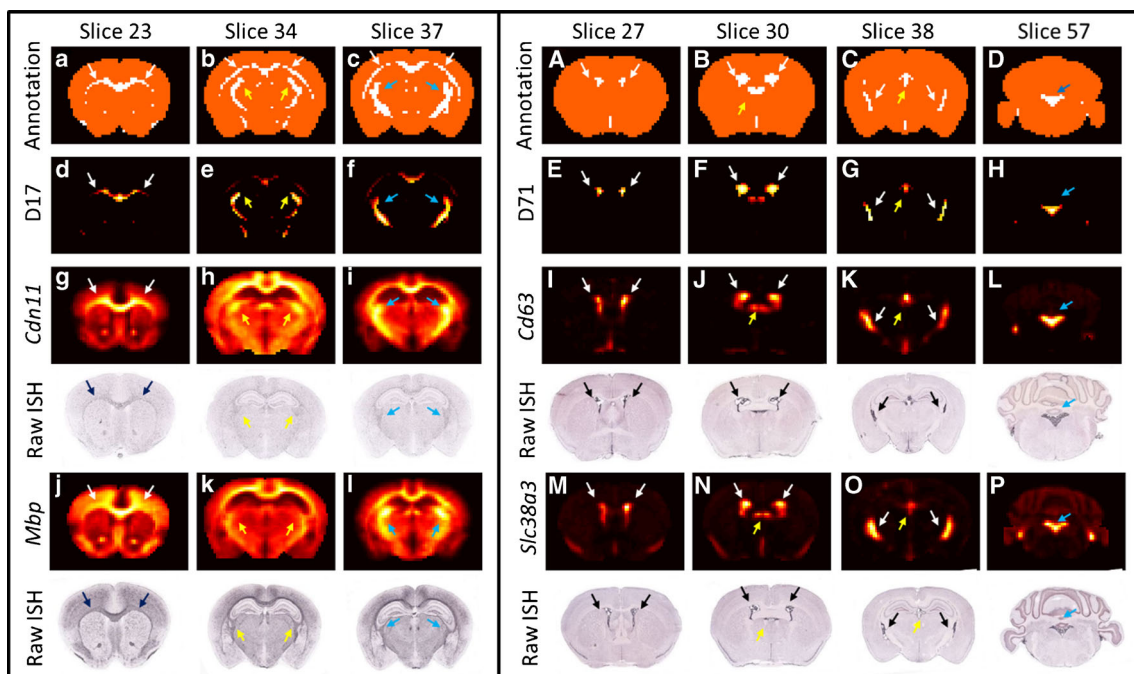 Slice 23 Slice 34 Slice 37 Slice 27 Slice 30 Slice 38 Slice 57
Annotation a b c Annotation A B C D
D17 d e f D71 E F G H
Cdn11 g h i Cd63 I J K L
Raw ISH Raw ISH
Mbp j k l Slc38a3 M N O P
Raw ISH Raw ISH